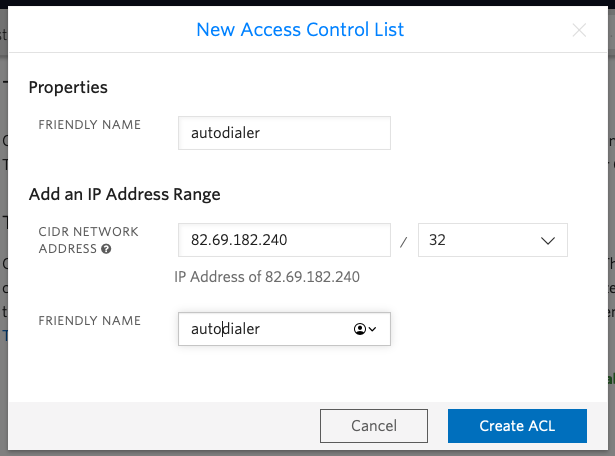 New Access Control List
Properties
FRIENDLY NAME
autodialer
Add an IP Address Range
CIDR NETWORK
ADDRESS
82.69.182.240 / 32
IP Address of 82.69.182.240
FRIENDLY NAME
autodialer
Cancel
Create ACL